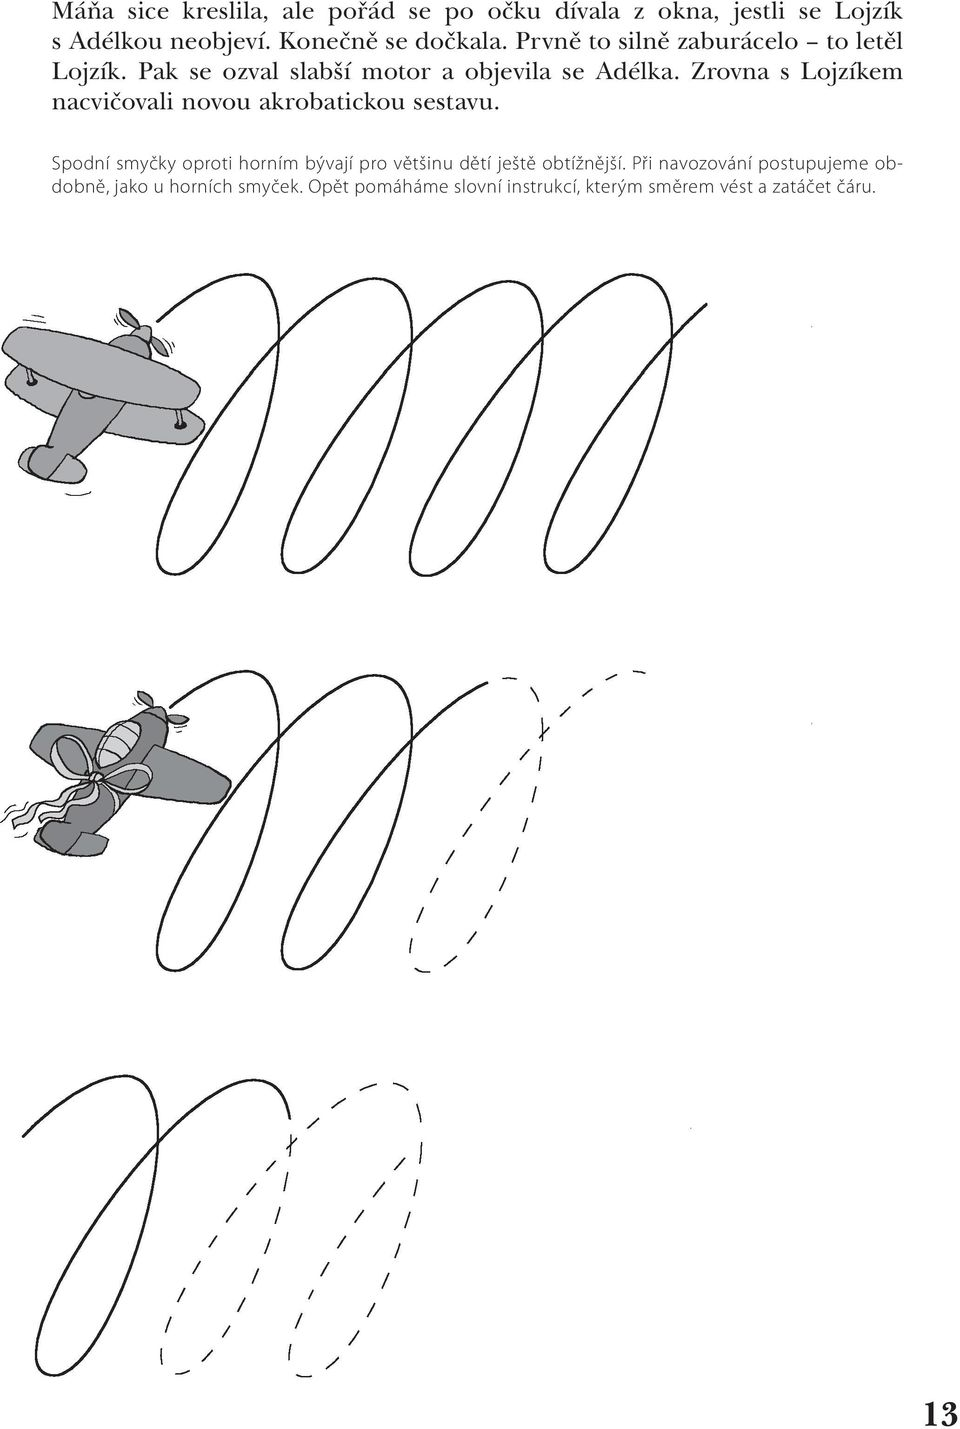 Máňa sice kreslila, ale pořád se po očku dívala z okna, jestli se Lojzík
s Adélkou neobjeví. Konečně se dočkala. Prvně to silně zaburácelo – to letěl
Lojzík. Pak se ozval slabší motor a objevila se Adélka. Zrovna s Lojzíkem
nacvičovali novou akrobatickou sestavu.
Spodní smyčky oproti horním bývají pro většinu dětí ještě obtížnější. Při navozování postupujeme ob-
dobně, jako u horních smyček. Opět pomáháme slovní instrukcí, kterým směrem vést a zatáčet čáru.
13